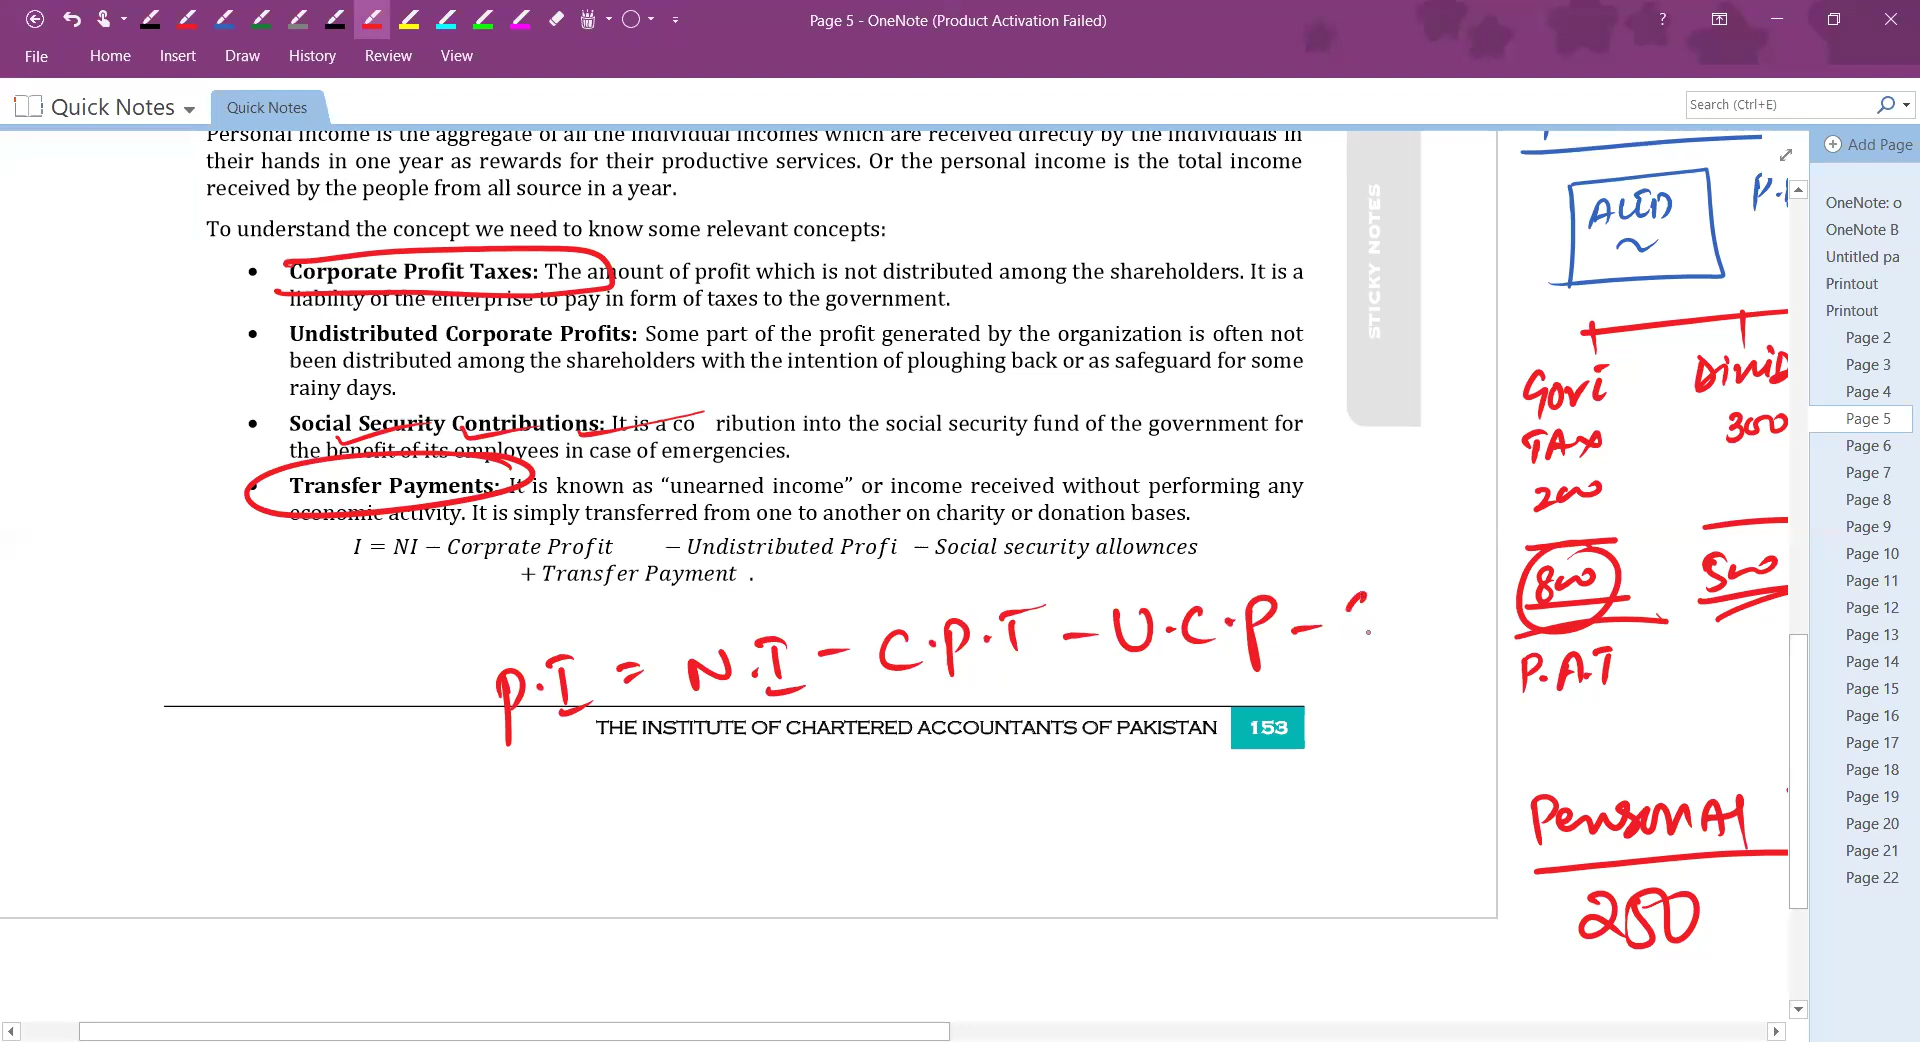 Page 5 - OneNote (Product Activation Failed)
?
File Home Insert Draw History Review View
Quick Notes
Quick Notes
Search (Ctrl+E)
Personal income is the aggregate of all the individual incomes which are received directly by the individuals in
their hands in one year as rewards for their productive services. Or the personal income is the total income
received by the people from all source in a year.
To understand the concept we need to know some relevant concepts:
• Corporate Profit Taxes: The amount of profit which is not distributed among the shareholders. It is a
liability of the enterprise to pay in form of taxes to the government.
• Undistributed Corporate Profits: Some part of the profit generated by the organization is often not
been distributed among the shareholders with the intention of ploughing back or as safeguard for some
rainy days.
• Social Security Contributions: It is a co ribution into the social security fund of the government for
the benefit of its employees in case of emergencies.
• Transfer Payments: It is known as “unearned income” or income received without performing any
economic activity. It is simply transferred from one to another on charity or donation bases.
I = NI − Corprate Profit − Undistributed Profi − Social security allownces
+ Transfer Payment .
P.I = N.I - C.P.T - U.C.P -
THE INSTITUTE OF CHARTERED ACCOUNTANTS OF PAKISTAN 153
STICKY NOTES
P.
Govt
TAX
200
800
P.A.T
Divid
300
500
Personal
250
Add Page
OneNote: o
OneNote B
Untitled pa
Printout
Printout
Page 2
Page 3
Page 4
Page 5
Page 6
Page 7
Page 8
Page 9
Page 10
Page 11
Page 12
Page 13
Page 14
Page 15
Page 16
Page 17
Page 18
Page 19
Page 20
Page 21
Page 22